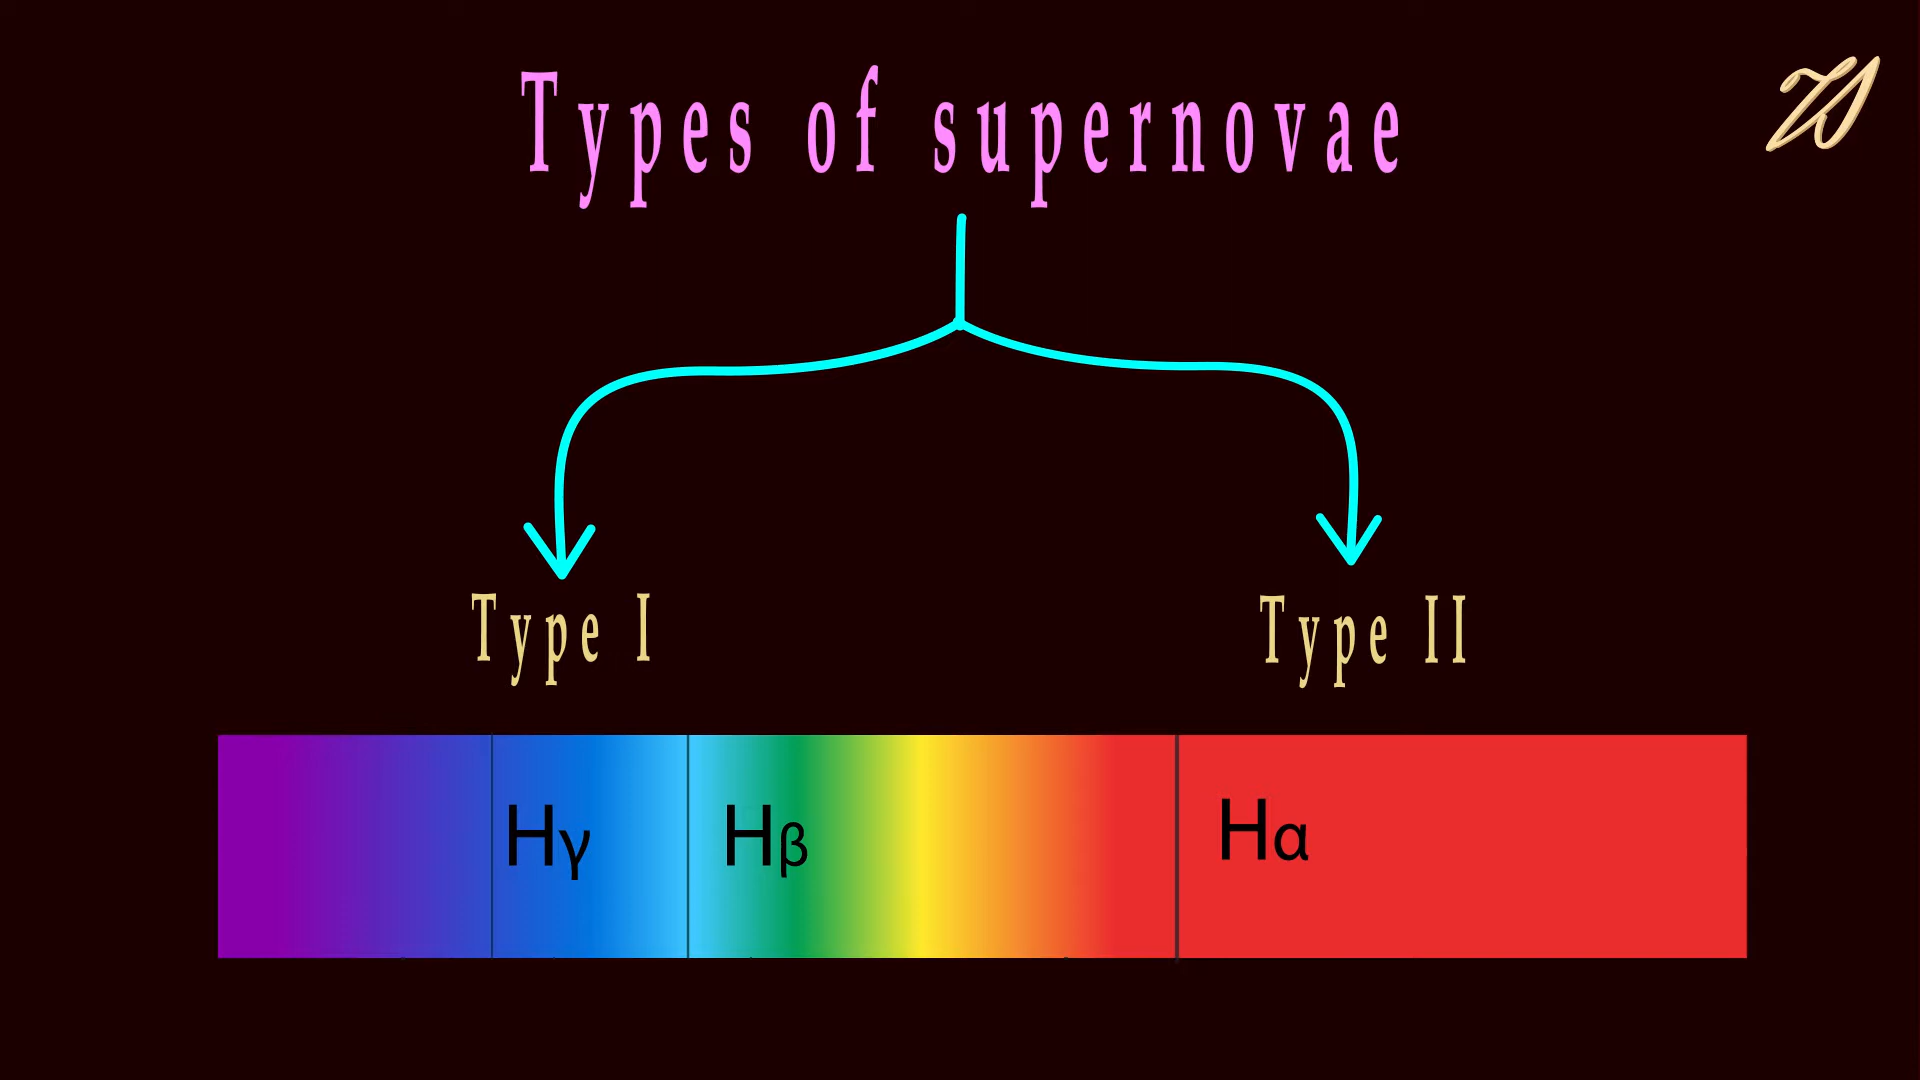 Types of supernovae
Type I Type II
Hγ Hβ Hα